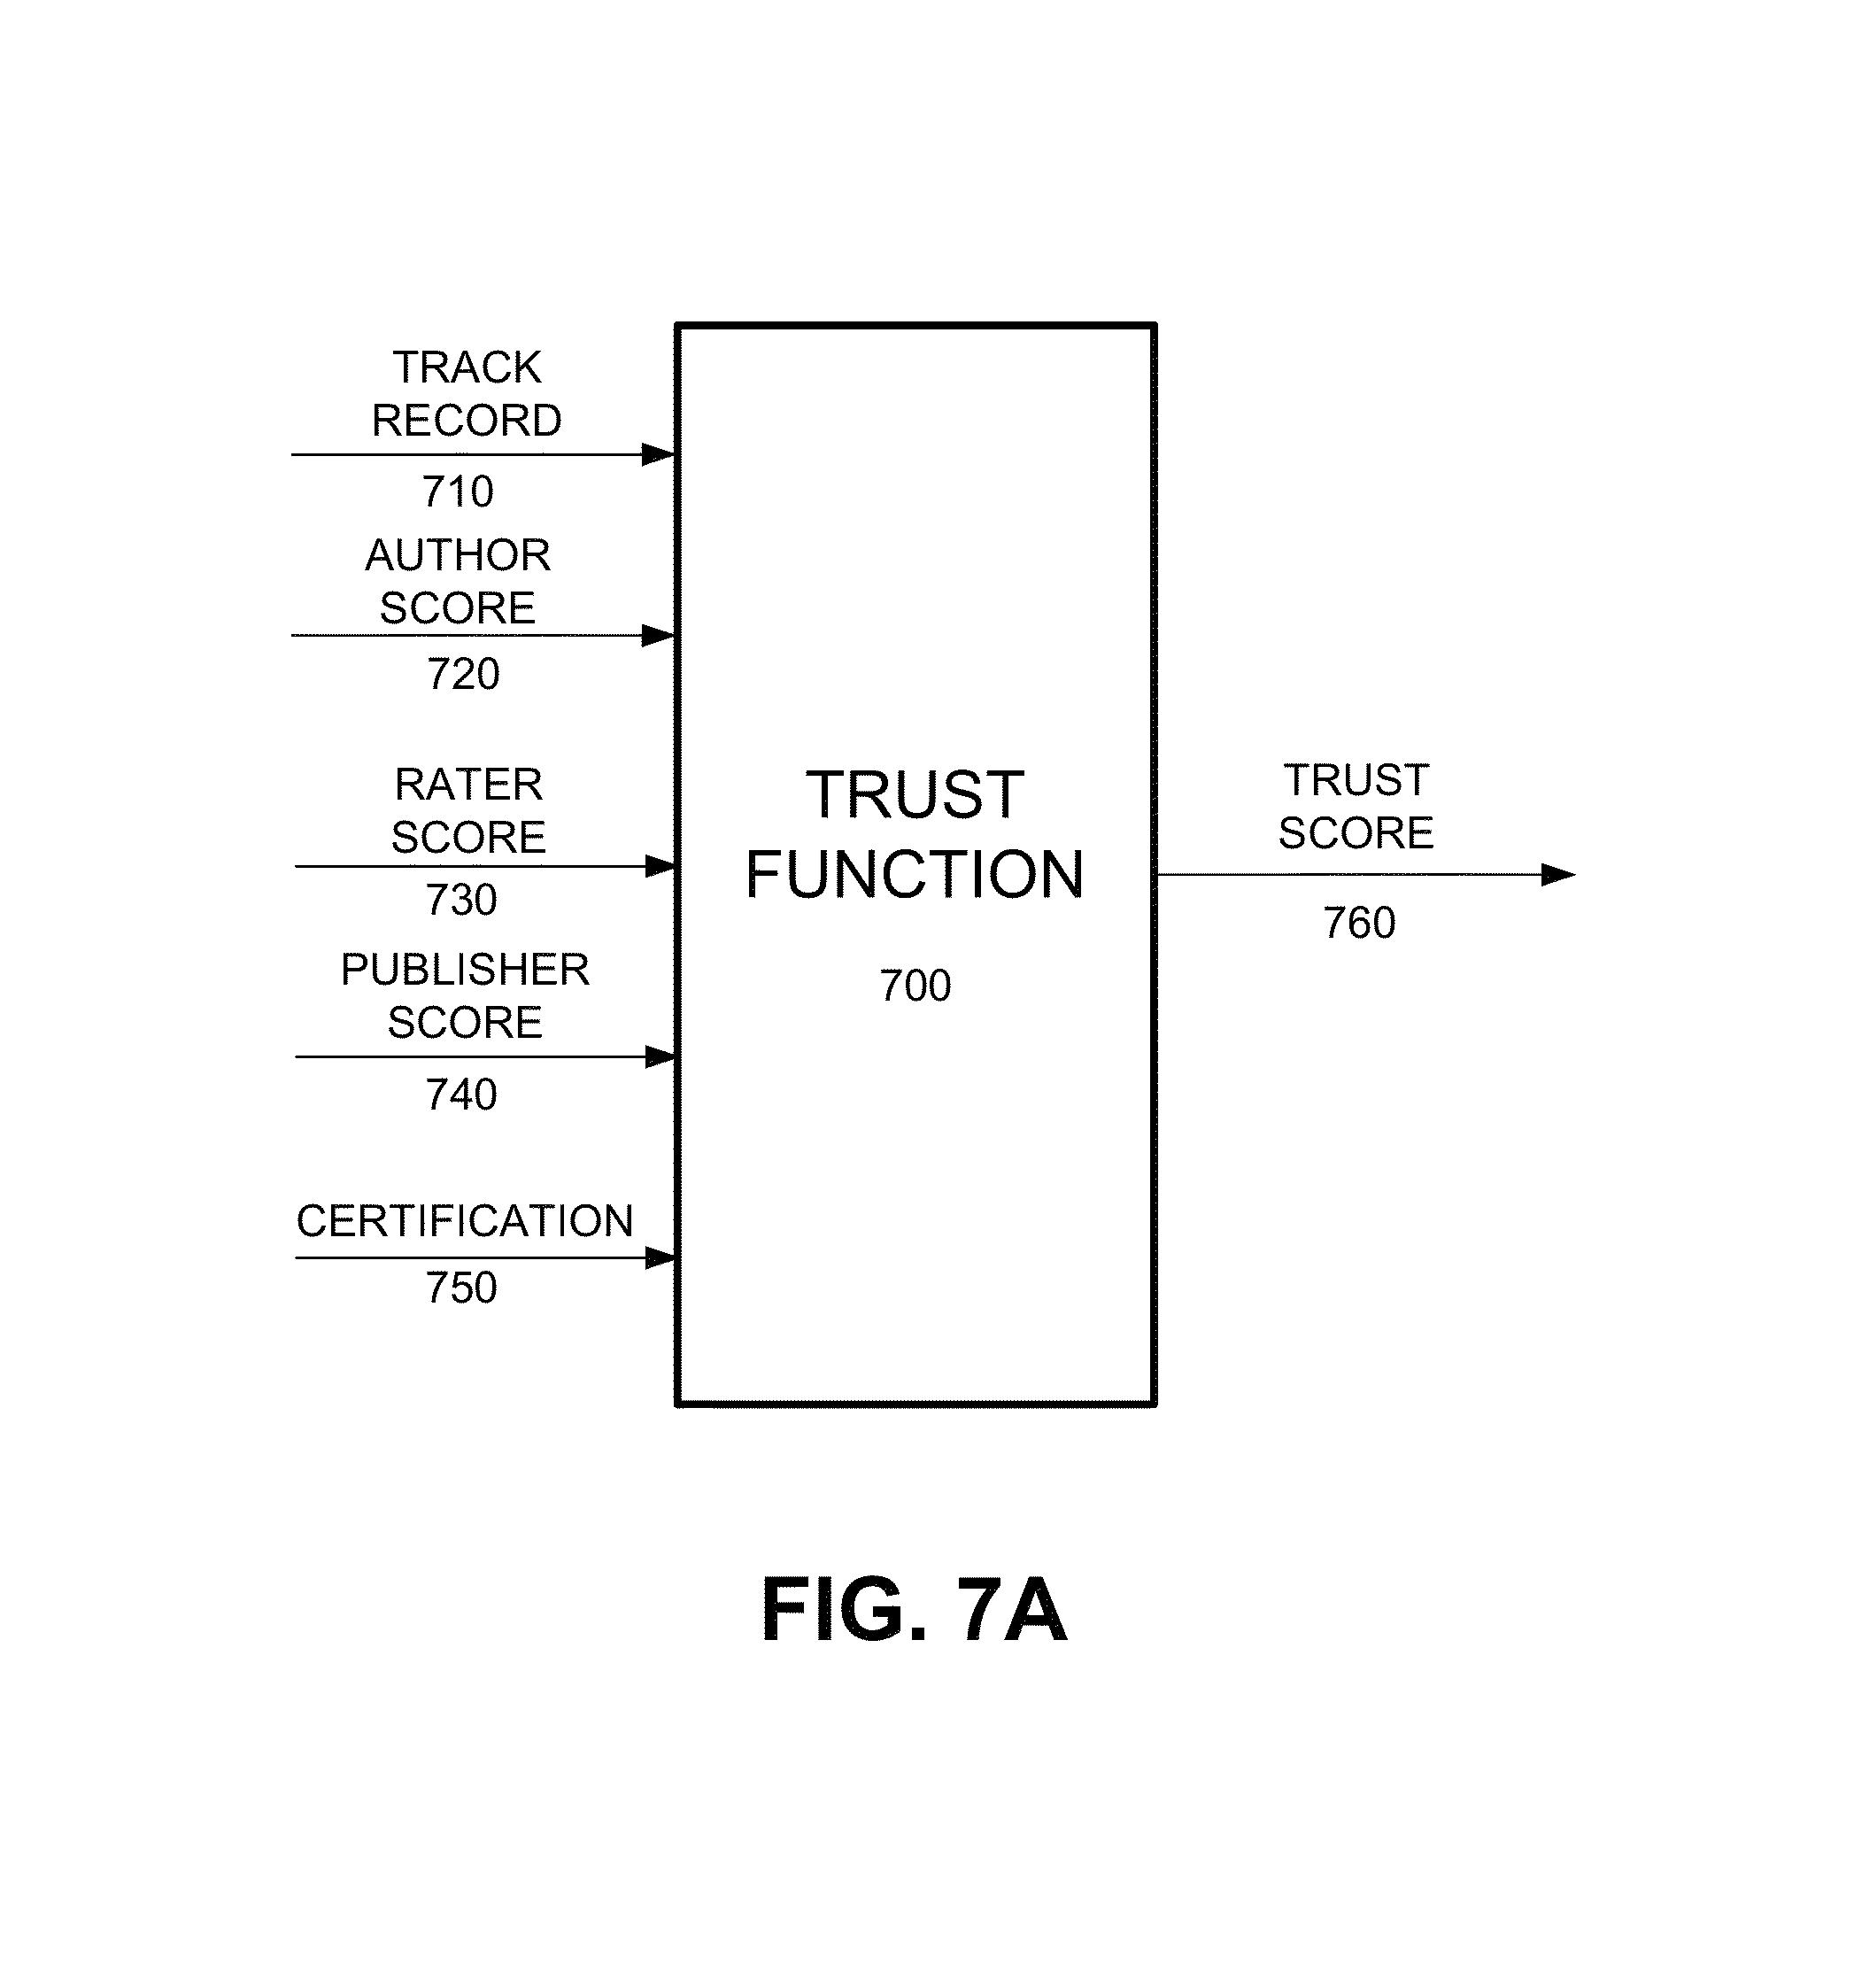 TRACK
RECORD
710
AUTHOR
SCORE
720
RATER
SCORE
730
PUBLISHER
SCORE
740
CERTIFICATION
750
TRUST
FUNCTION
700
TRUST
SCORE
760
FIG. 7A